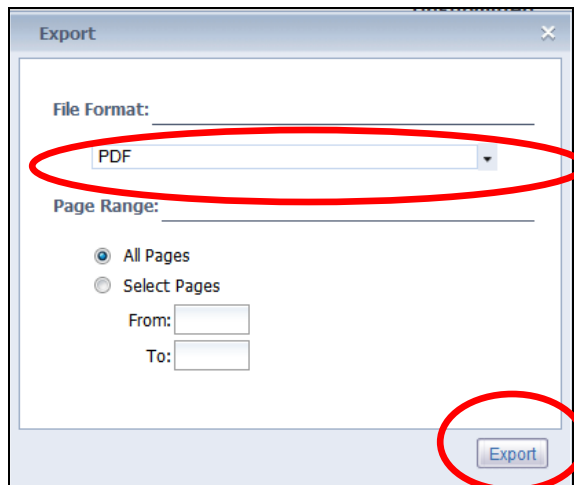 Export
File Format:
PDF
Page Range:
All Pages
Select Pages
From:
To:
Export